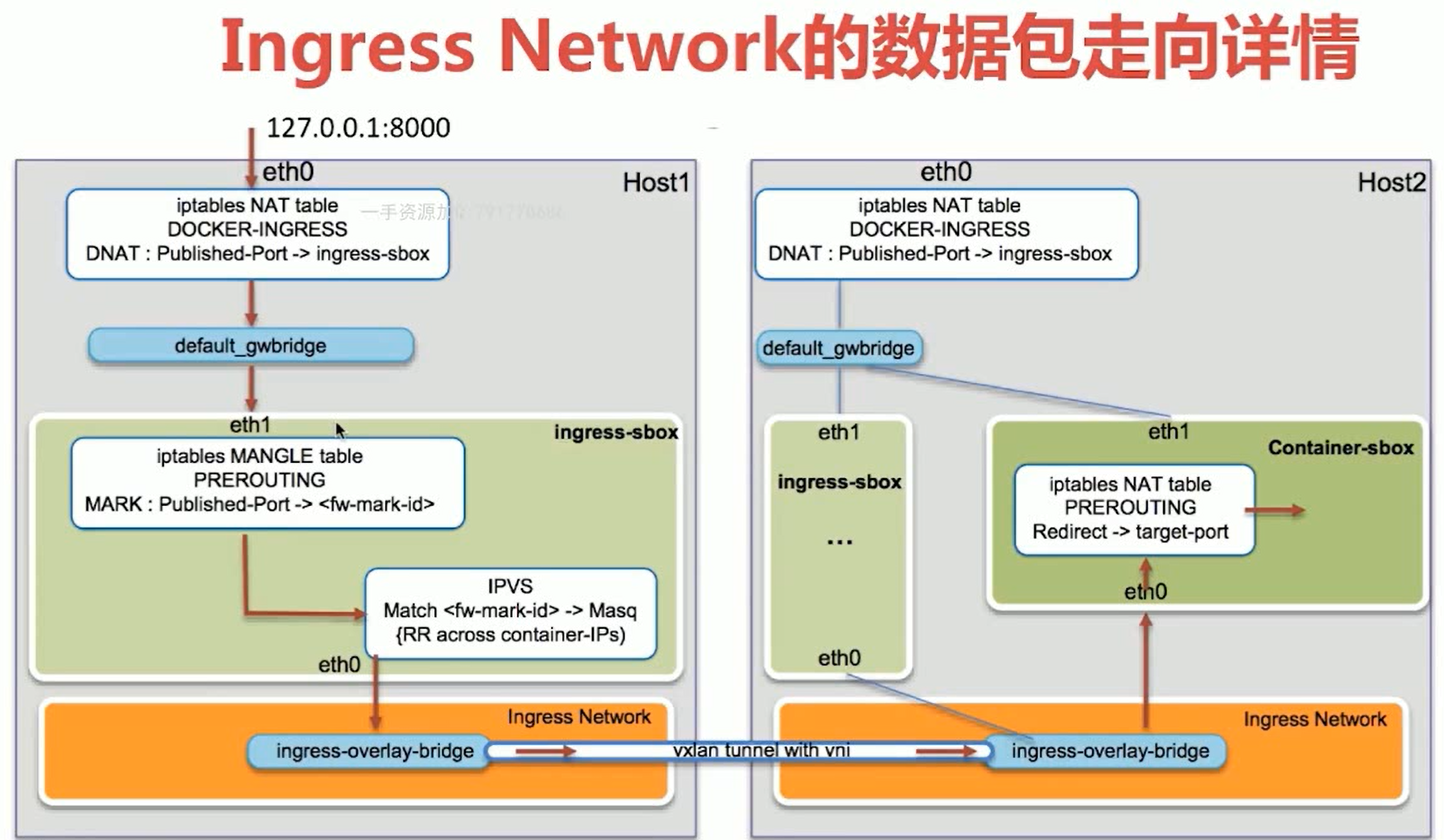 Ingress Network的数据包走向详情
127.0.0.1:8000
eth0
Host1
iptables NAT table
DOCKER-INGRESS
DNAT : Published-Port -> ingress-sbox
一手资源加
default_gwbridge
eth1
ingress-sbox
iptables MANGLE table
PREROUTING
MARK : Published-Port -> <fw-mark-id>
IPVS
Match <fw-mark-id> -> Masq
{RR across container-IPs)
eth0
Ingress Network
ingress-overlay-bridge
vxlan tunnel with vni
eth0
Host2
iptables NAT table
DOCKER-INGRESS
DNAT : Published-Port -> ingress-sbox
default_gwbridge
eth1
ingress-sbox
...
eth0
eth1
Container-sbox
iptables NAT table
PREROUTING
Redirect -> target-port
eth0
Ingress Network
ingress-overlay-bridge